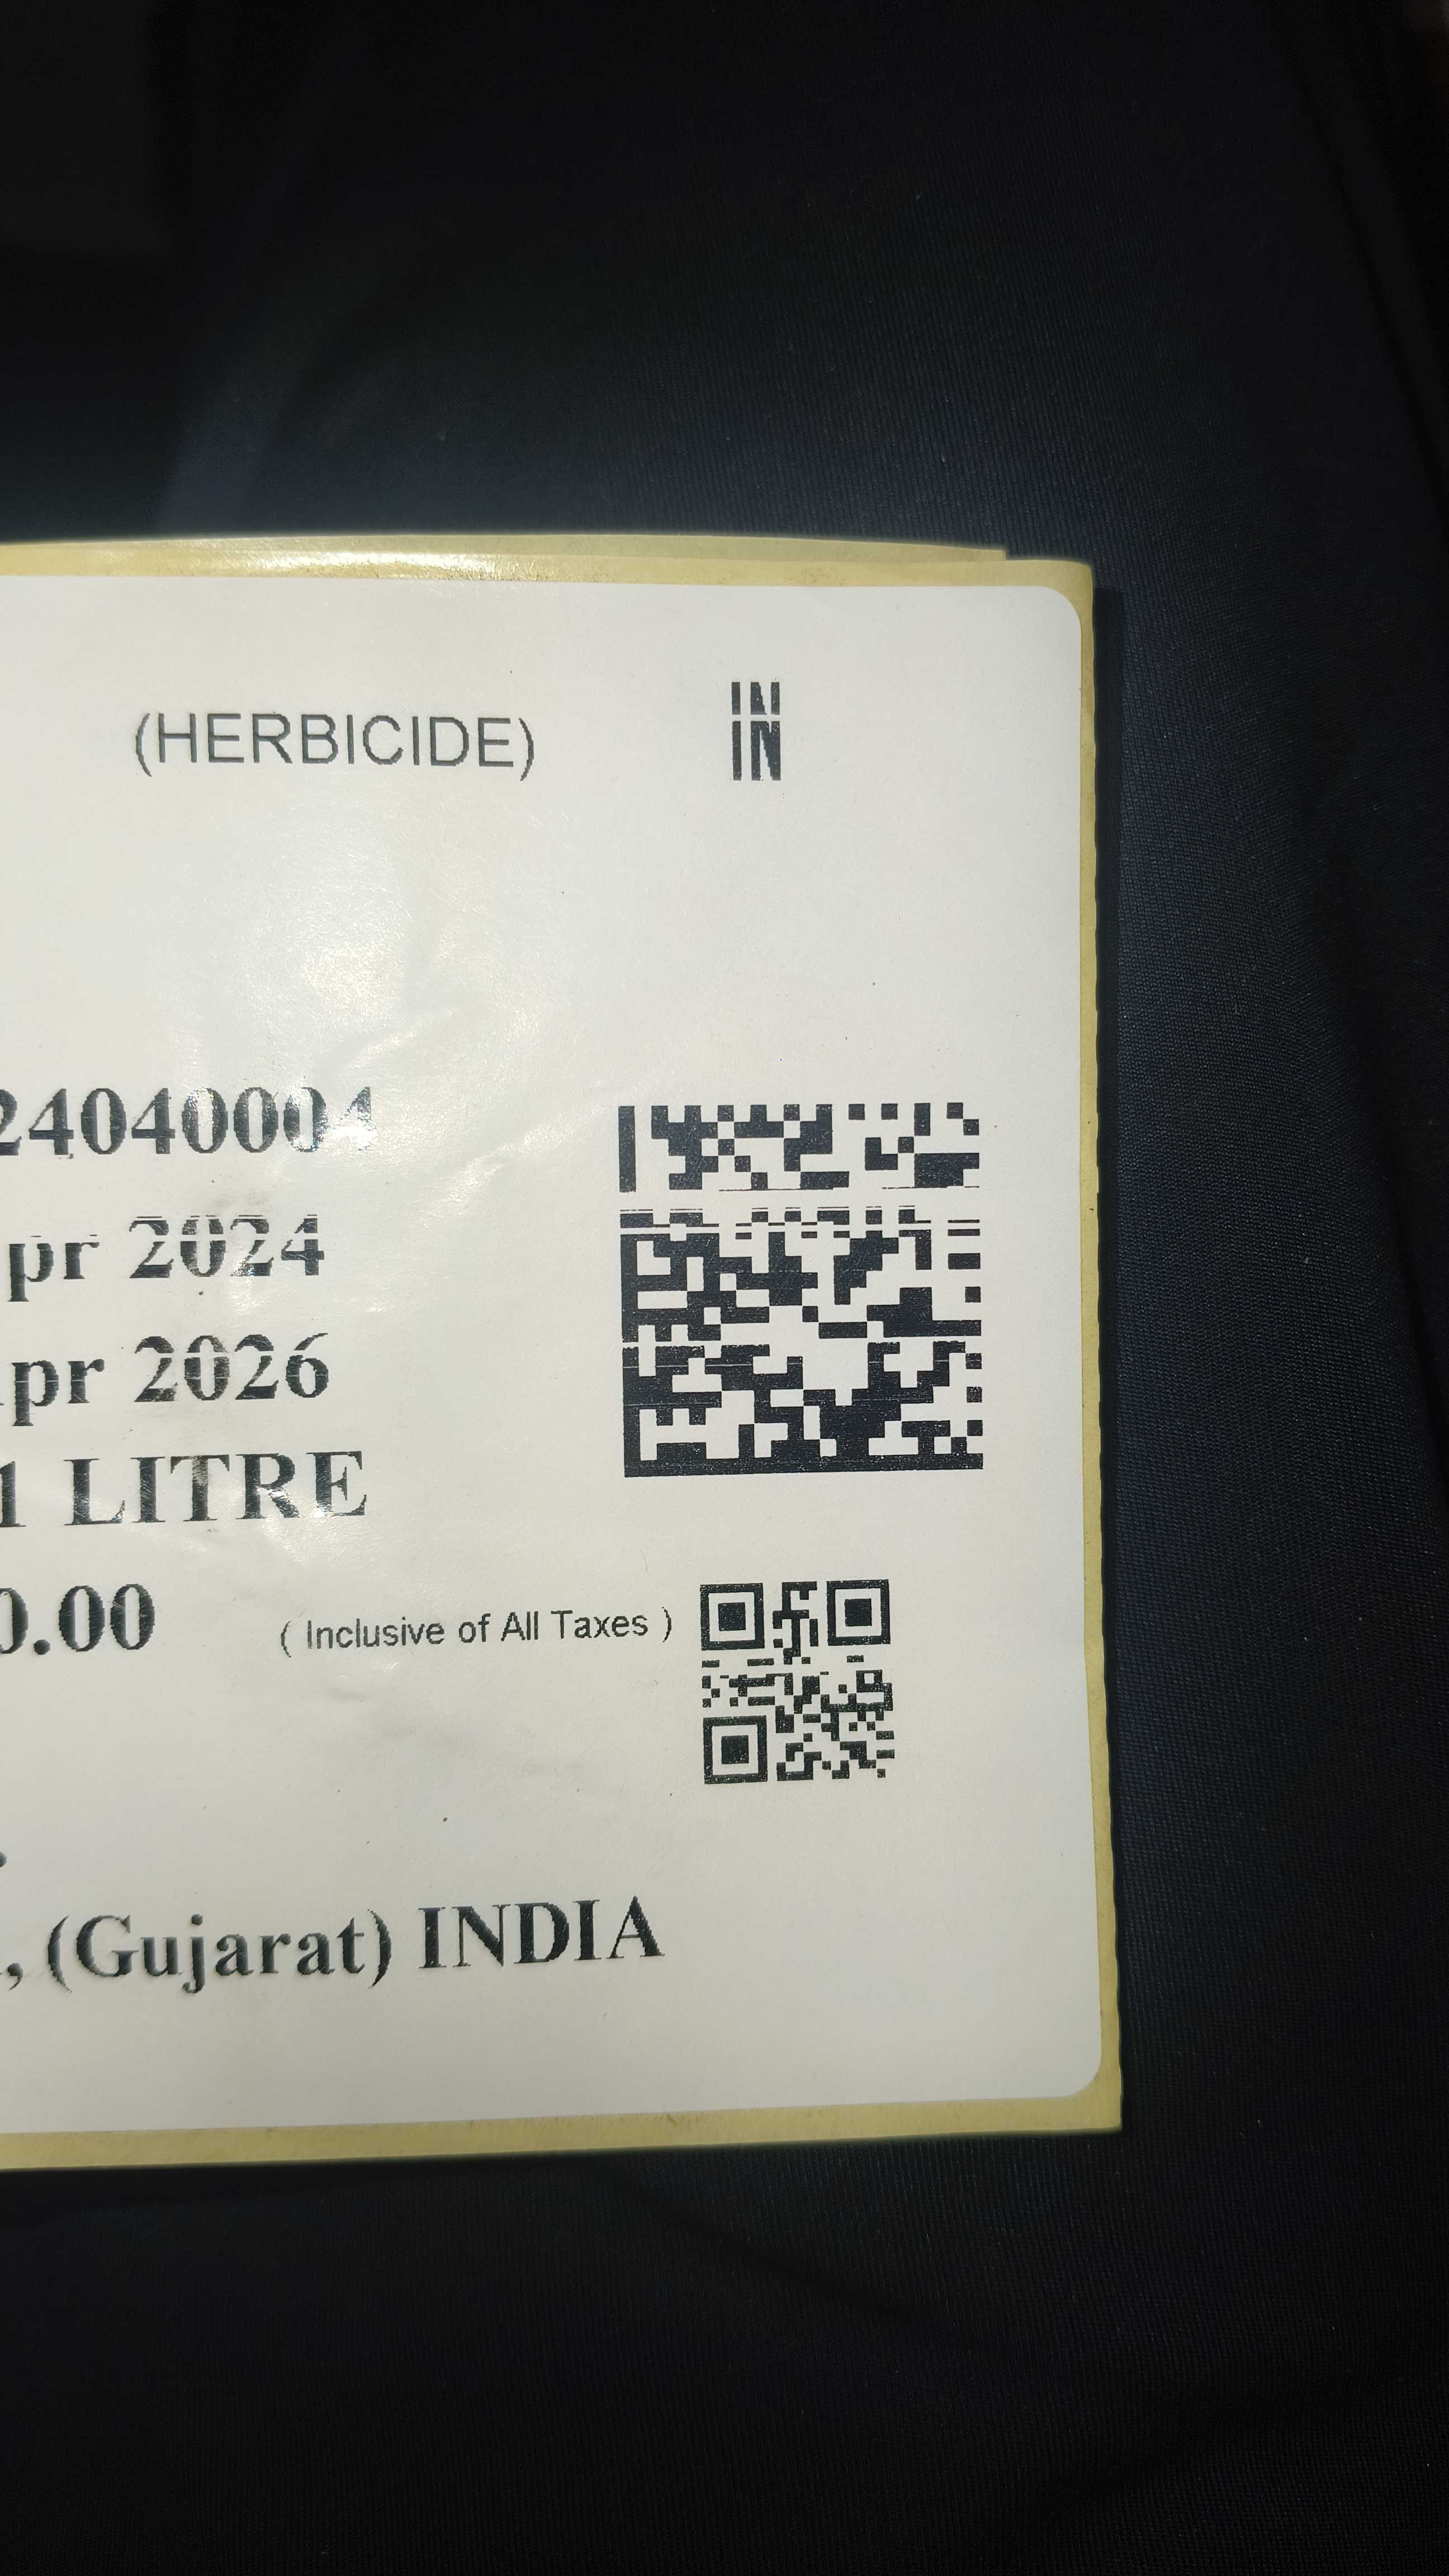 (HERBICIDE) IN
24040004
pr 2024
pr 2026
1 LITRE
0.00 ( Inclusive of All Taxes )
, (Gujarat) INDIA